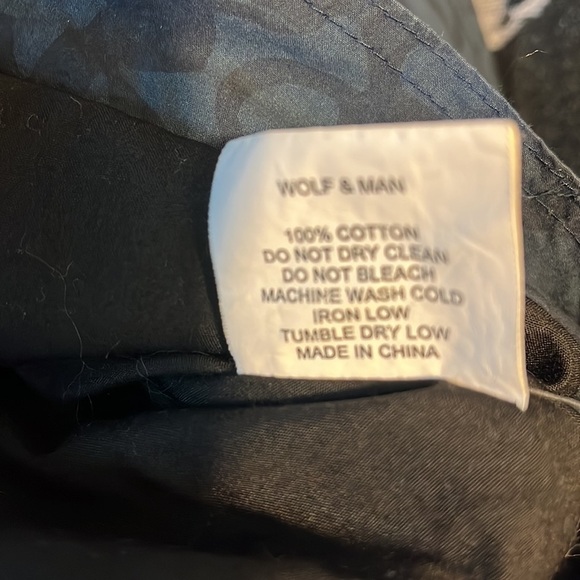 WOLF & MAN
100% COTTON
DO NOT DRY CLEAN
DO NOT BLEACH
MACHINE WASH COLD
IRON LOW
TUMBLE DRY LOW
MADE IN CHINA